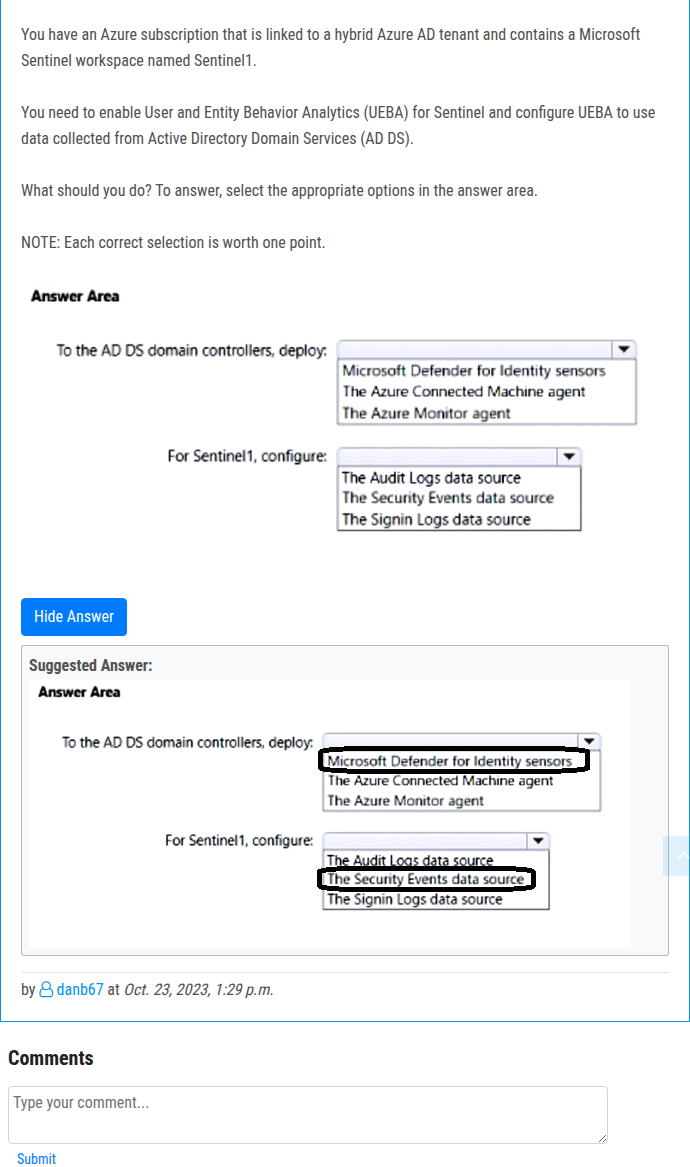 You have an Azure subscription that is linked to a hybrid Azure AD tenant and contains a Microsoft
Sentinel workspace named Sentinel1.
You need to enable User and Entity Behavior Analytics (UEBA) for Sentinel and configure UEBA to use
data collected from Active Directory Domain Services (AD DS).
What should you do? To answer, select the appropriate options in the answer area.
NOTE: Each correct selection is worth one point.
Answer Area
To the AD DS domain controllers, deploy:
Microsoft Defender for Identity sensors
The Azure Connected Machine agent
The Azure Monitor agent
For Sentinel1, configure:
The Audit Logs data source
The Security Events data source
The Signin Logs data source
Hide Answer
Suggested Answer:
Answer Area
To the AD DS domain controllers, deploy:
Microsoft Defender for Identity sensors
The Azure Connected Machine agent
The Azure Monitor agent
For Sentinel1, configure:
The Audit Logs data source
The Security Events data source
The Signin Logs data source
by danb67 at Oct. 23, 2023, 1:29 p.m.
Comments
Type your comment...
Submit